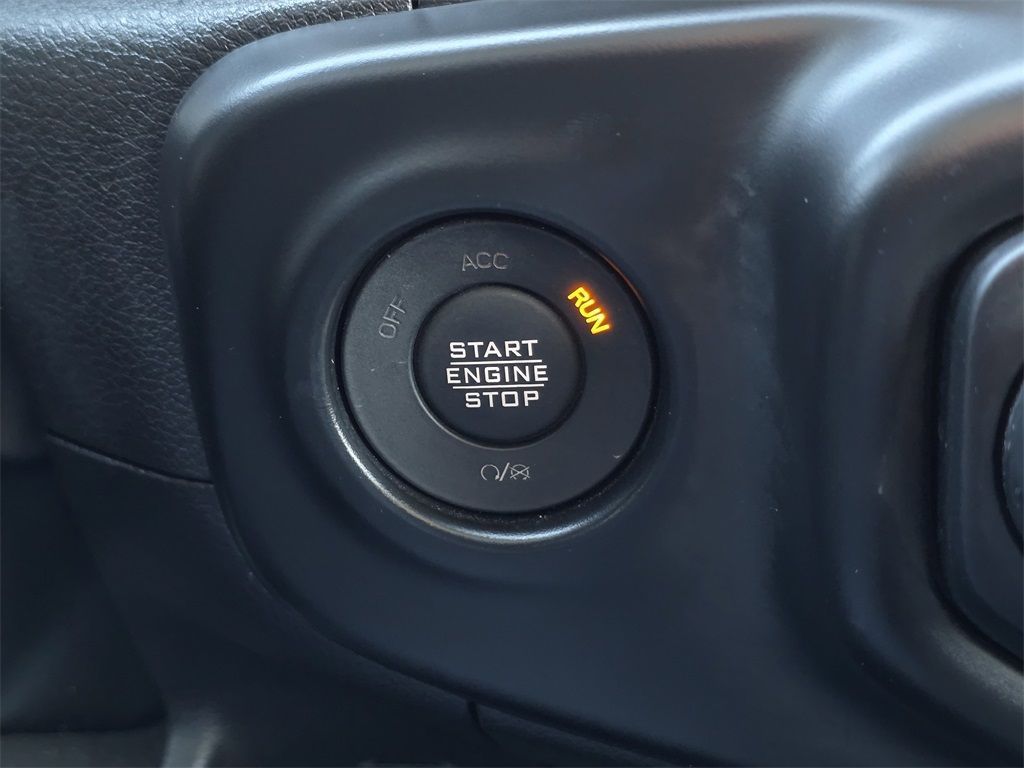 ACC
OFF
RUN
START
ENGINE
STOP